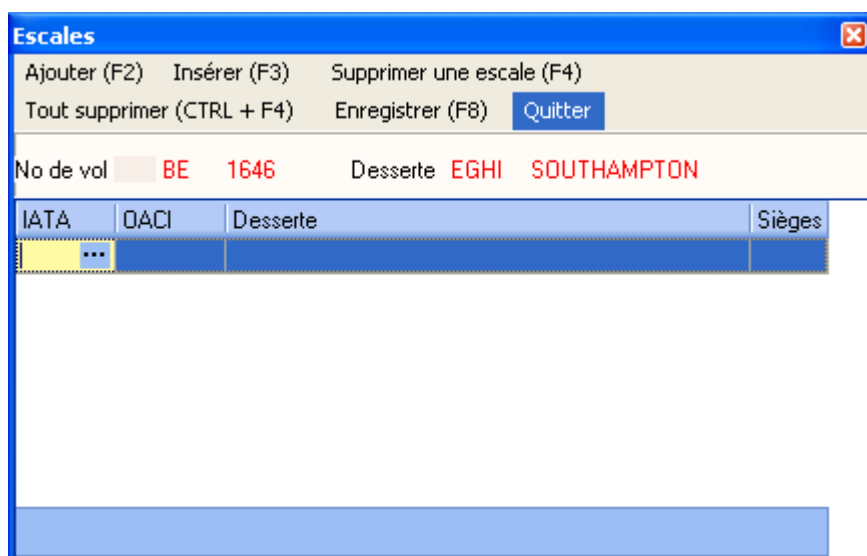 Escales
Ajouter (F2) Insérer (F3) Supprimer une escale (F4)
Tout supprimer (CTRL + F4) Enregistrer (F8) Quitter
No de vol BE 1646 Desserte EGHI SOUTHAMPTON
IATA OACI Desserte Sièges
...